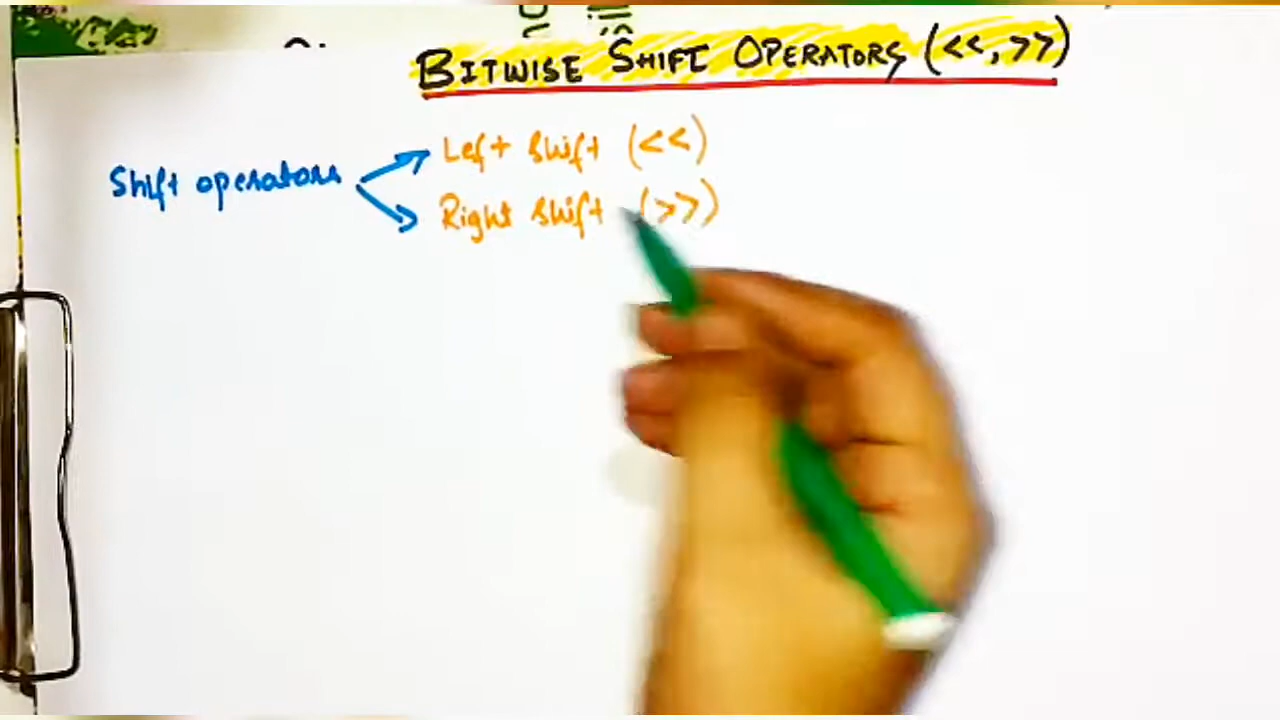 BITWISE SHIFT OPERATORS (<<, >>)
Shift operators
Left shift (<<)
Right shift (>>)